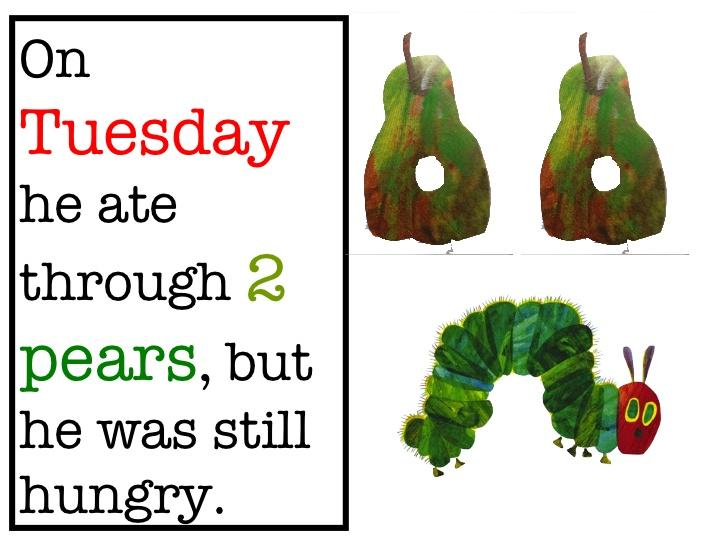 On
Tuesday
he ate
through 2
pears, but
he was still
hungry.